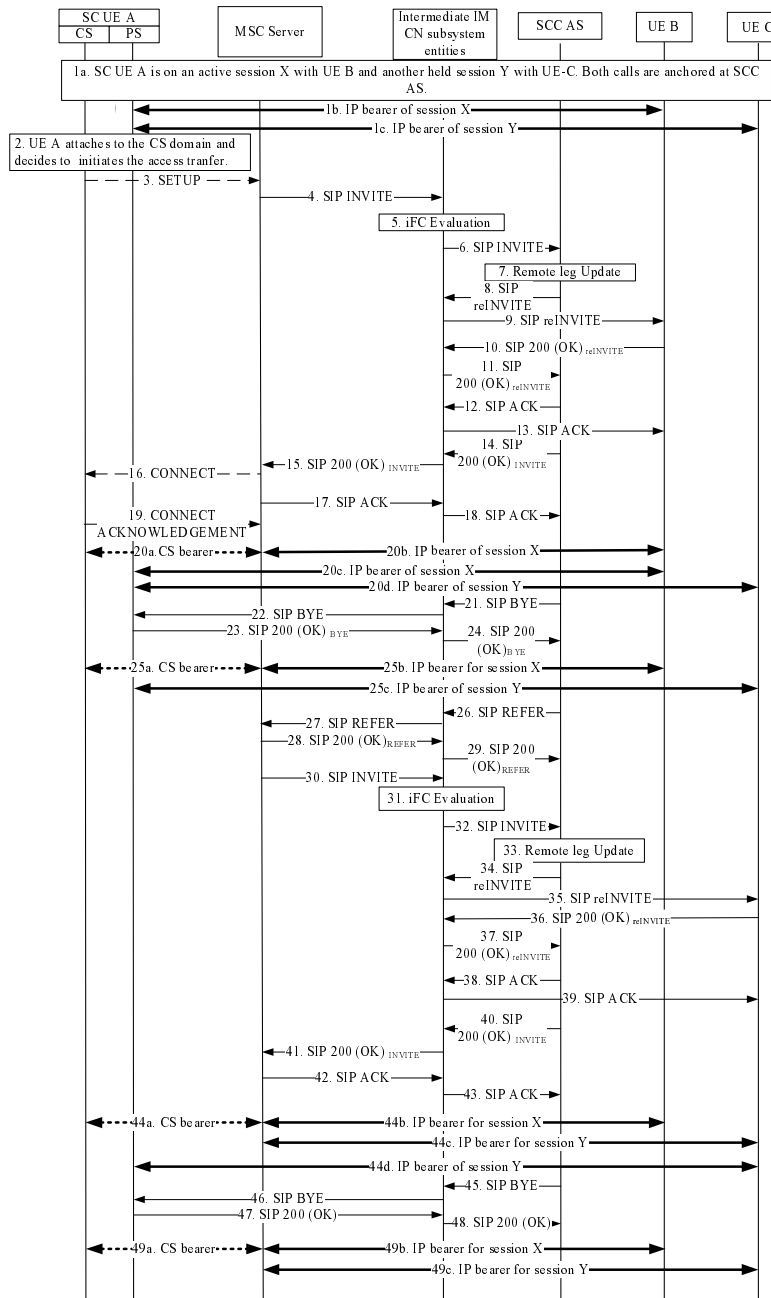 SC UE A
CS PS
MSC Server
Intermediate IM
CN subsystem
entities
SCC AS
UE B
UE C
1a. SC UE A is on an active session X with UE B and another held session Y with UE-C. Both calls are anchored at SCC
AS.
1b. IP bearer of session X
1c. IP bearer of session Y
2. UE A attaches to the CS domain and
decides to initiates the access tranfer.
3. SETUP
4. SIP INVITE
5. iFC Evaluation
6. SIP INVITE
7. Remote leg Update
8. SIP
reINVITE
9. SIP reINVITE
10. SIP 200 (OK) reINVITE
11. SIP
200 (OK) reINVITE
12. SIP ACK
13. SIP ACK
14. SIP
200 (OK) INVITE
15. SIP 200 (OK) INVITE
16. CONNECT
17. SIP ACK
18. SIP ACK
19. CONNECT
ACKNOWLEDGEMENT
20a. CS bearer
20b. IP bearer of session X
20c. IP bearer of session X
20d. IP bearer of session Y
21. SIP BYE
22. SIP BYE
23. SIP 200 (OK) BYE
24. SIP 200
(OK)BYE
25a. CS bearer
25b. IP bearer for session X
25c. IP bearer of session Y
26. SIP REFER
27. SIP REFER
28. SIP 200 (OK)REFER
29. SIP 200
(OK)REFER
30. SIP INVITE
31. iFC Evaluation
32. SIP INVITE
33. Remote leg Update
34. SIP
reINVITE
35. SIP reINVITE
36. SIP 200 (OK) reINVITE
37. SIP
200 (OK) reINVITE
38. SIP ACK
39. SIP ACK
40. SIP
200 (OK) INVITE
41. SIP 200 (OK) INVITE
42. SIP ACK
43. SIP ACK
44a. CS bearer
44b. IP bearer for session X
44c. IP bearer for session Y
44d. IP bearer of session Y
45. SIP BYE
46. SIP BYE
47. SIP 200 (OK)
48. SIP 200 (OK)
49a. CS bearer
49b. IP bearer for session X
49c. IP bearer for session Y